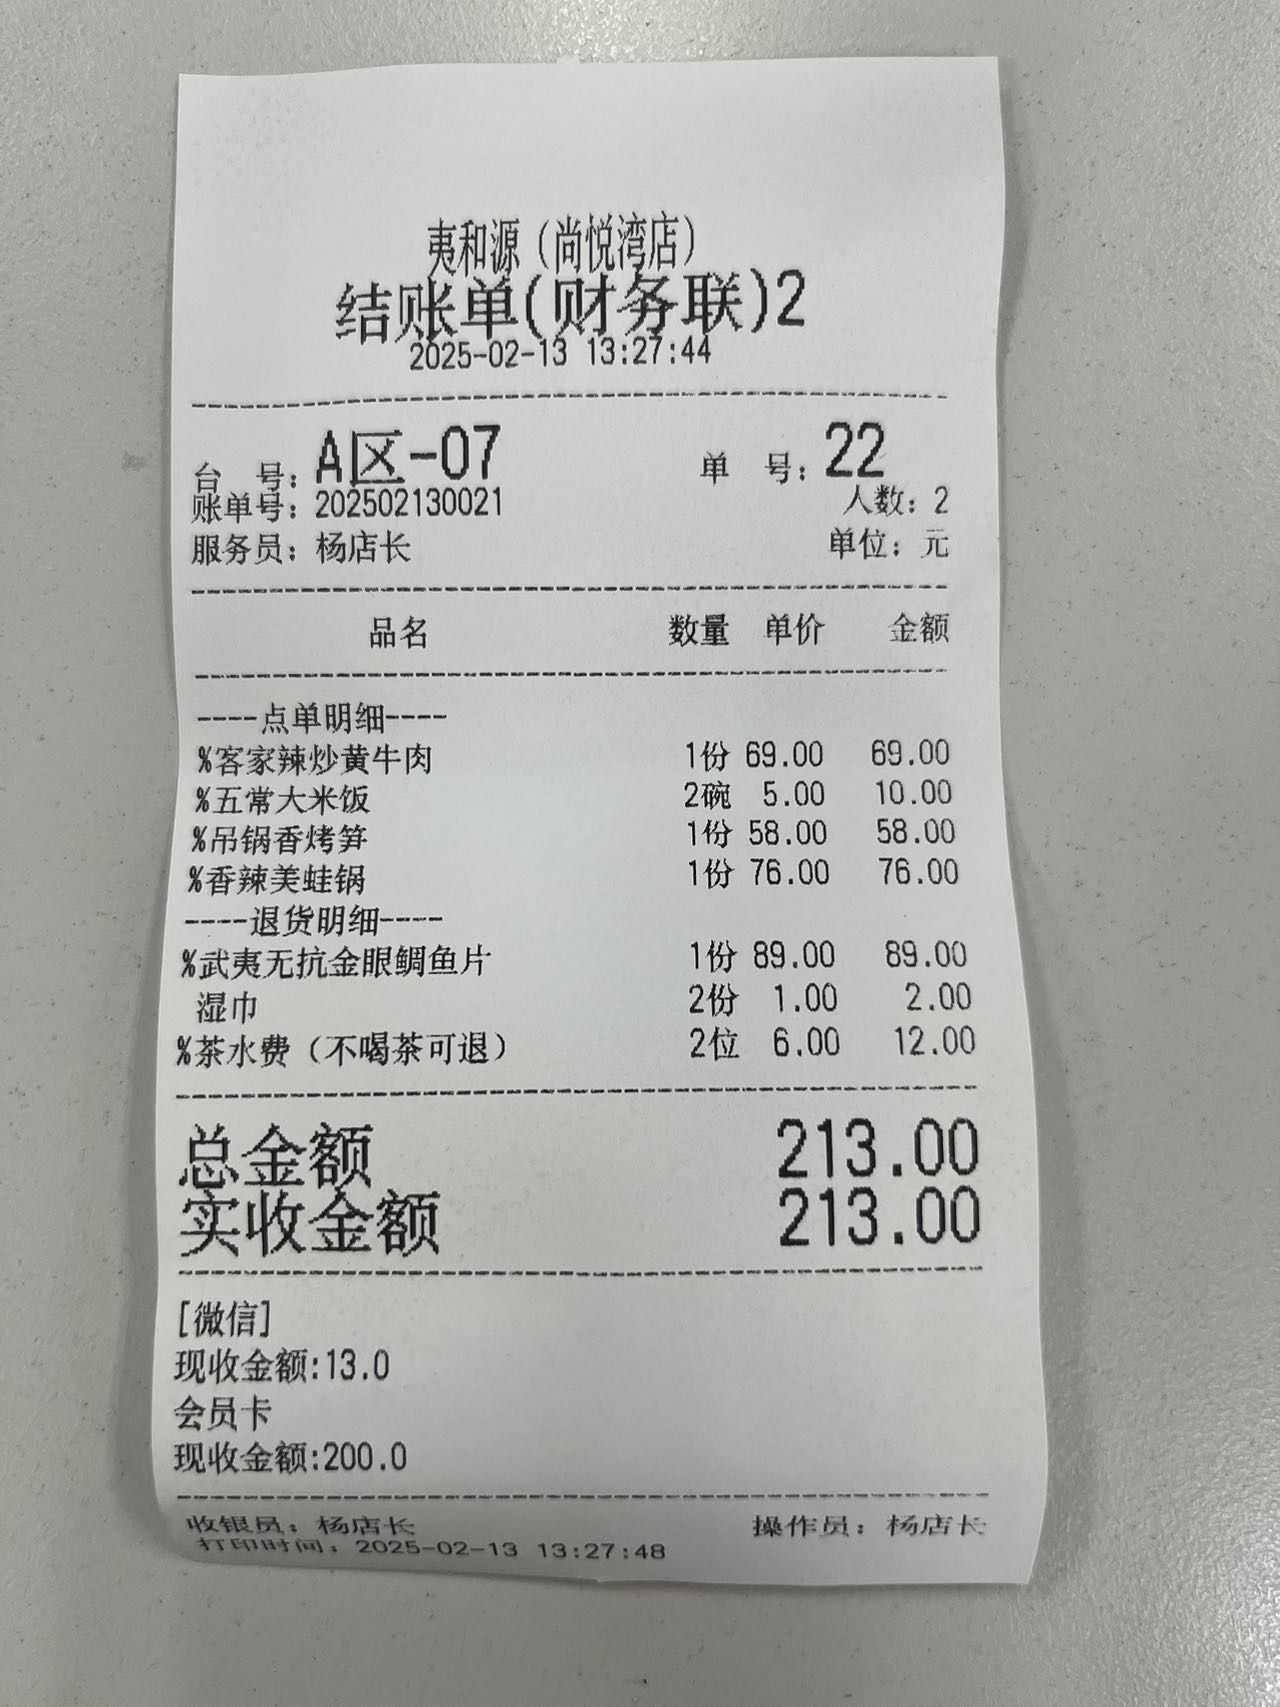 夷和源（尚悦湾店）
结账单(财务联)2
2025-02-13 13:27:44
台 号: A区-07 单 号: 22
账单号: 202502130021 人数: 2
服务员: 杨店长 单位: 元
品名 数量 单价 金额
----点单明细----
%客家辣炒黄牛肉 1份 69.00 69.00
%五常大米饭 2碗 5.00 10.00
%吊锅香烤笋 1份 58.00 58.00
%香辣美蛙锅 1份 76.00 76.00
----退货明细----
%武夷无抗金眼鲷鱼片 1份 89.00 89.00
湿巾 2份 1.00 2.00
%茶水费（不喝茶可退） 2位 6.00 12.00
总金额 213.00
实收金额 213.00
[微信]
现收金额:13.0
会员卡
现收金额:200.0
收银员: 杨店长 操作员: 杨店长
打印时间: 2025-02-13 13:27:48